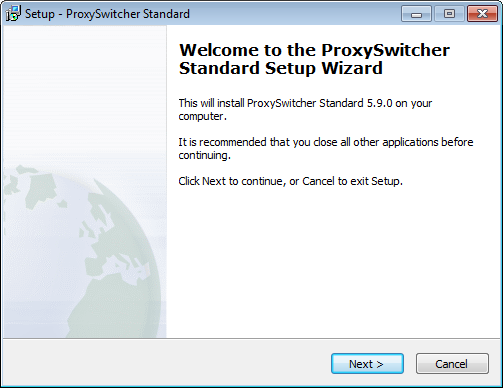 Setup - ProxySwitcher Standard
Welcome to the ProxySwitcher
Standard Setup Wizard
This will install ProxySwitcher Standard 5.9.0 on your
computer.
It is recommended that you close all other applications before
continuing.
Click Next to continue, or Cancel to exit Setup.
Next >
Cancel